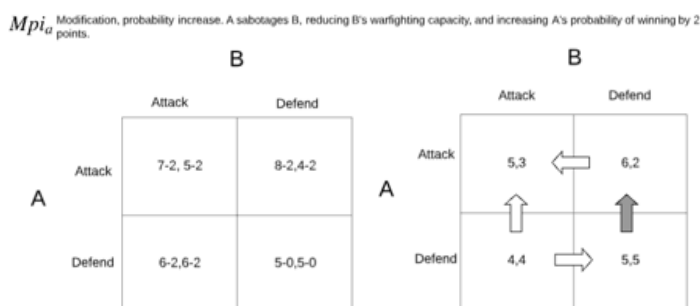 Mpiₐ Modification, probability increase. A sabotages B, reducing B's warfighting capacity, and increasing A's probability of winning by 2
points.
B B
Attack Defend Attack Defend
Attack 7-2, 5-2 8-2,4-2 Attack 5,3 6,2
A A
Defend 6-2,6-2 5-0,5-0 Defend 4,4 5,5